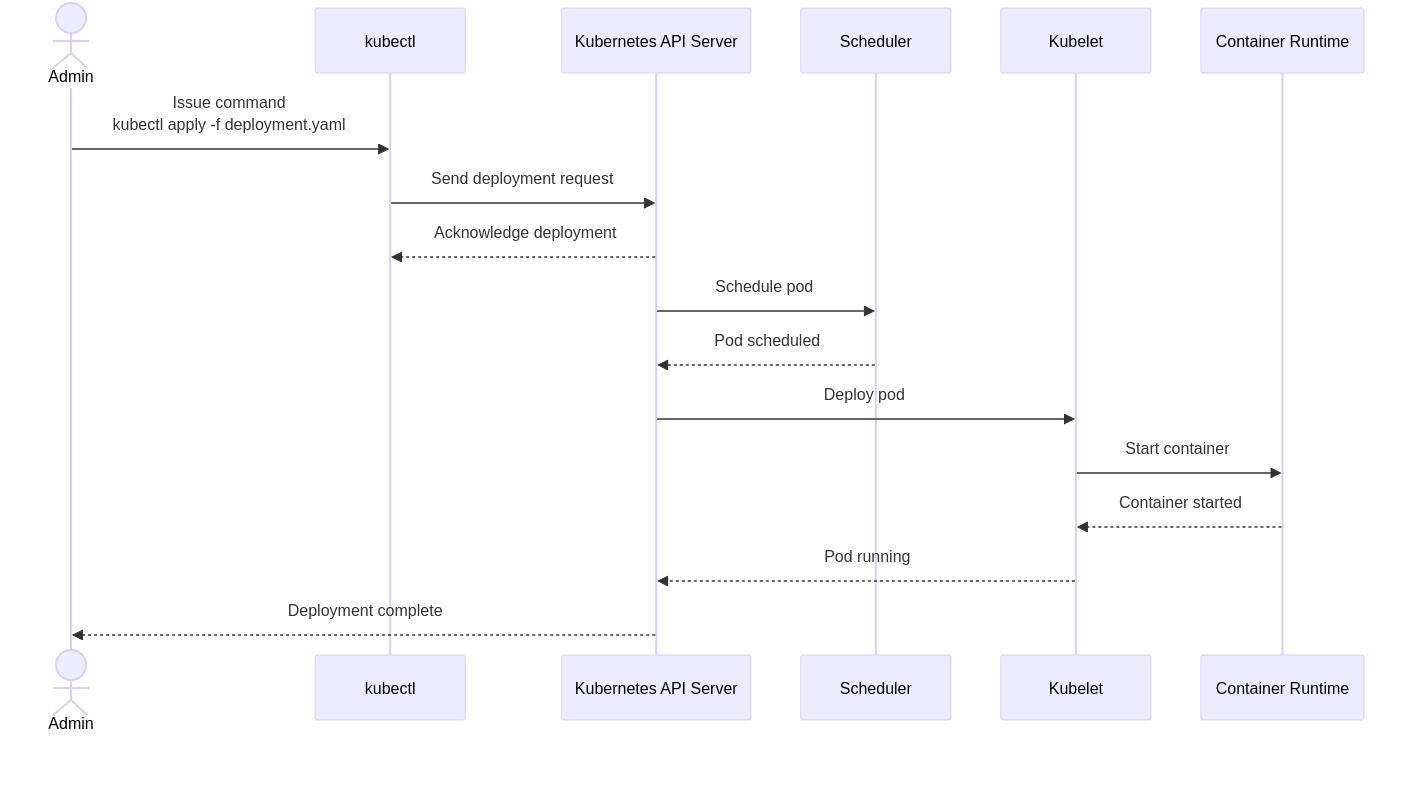 Admin
kubectl
Kubernetes API Server
Scheduler
Kubelet
Container Runtime
Issue command
kubectl apply -f deployment.yaml
Send deployment request
Acknowledge deployment
Schedule pod
Pod scheduled
Deploy pod
Start container
Container started
Pod running
Deployment complete
Admin
kubectl
Kubernetes API Server
Scheduler
Kubelet
Container Runtime